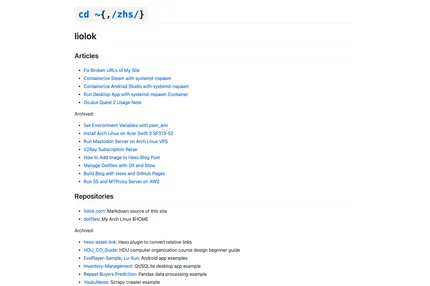 cd ~{,/zhs/}
liolok
Articles
Fix Broken URLs of My Site
Containerize Steam with systemd-nspawn
Containerize Android Studio with systemd-nspawn
Run Desktop App with systemd-nspawn Container
Oculus Quest 2 Usage Note
Archived:
Set Environment Variables with pam_env
Install Arch Linux on Acer Swift 3 SF313-52
Run Mastodon Server on Arch Linux VPS
V2Ray Subscription Parse
How to Add Image to Hexo Blog Post
Manage Dotfiles with Git and Stow
Build Blog with Hexo and GitHub Pages
Run SS and MTProxy Server on AWS
Repositories
liolok.com: Markdown source of this site
dotfiles: My Arch Linux $HOME
Archived:
hexo-asset-link: Hexo plugin to convert relative links
HDU_CO_Guide: HDU computer organization course design beginner guide
ExoPlayer-Sample, Lu-Xun: Android app examples
Inventory-Management: Qt/SQLite desktop app example
Repeat Buyers Prediction: Pandas data processing example
YoukuNews: Scrapy crawler example